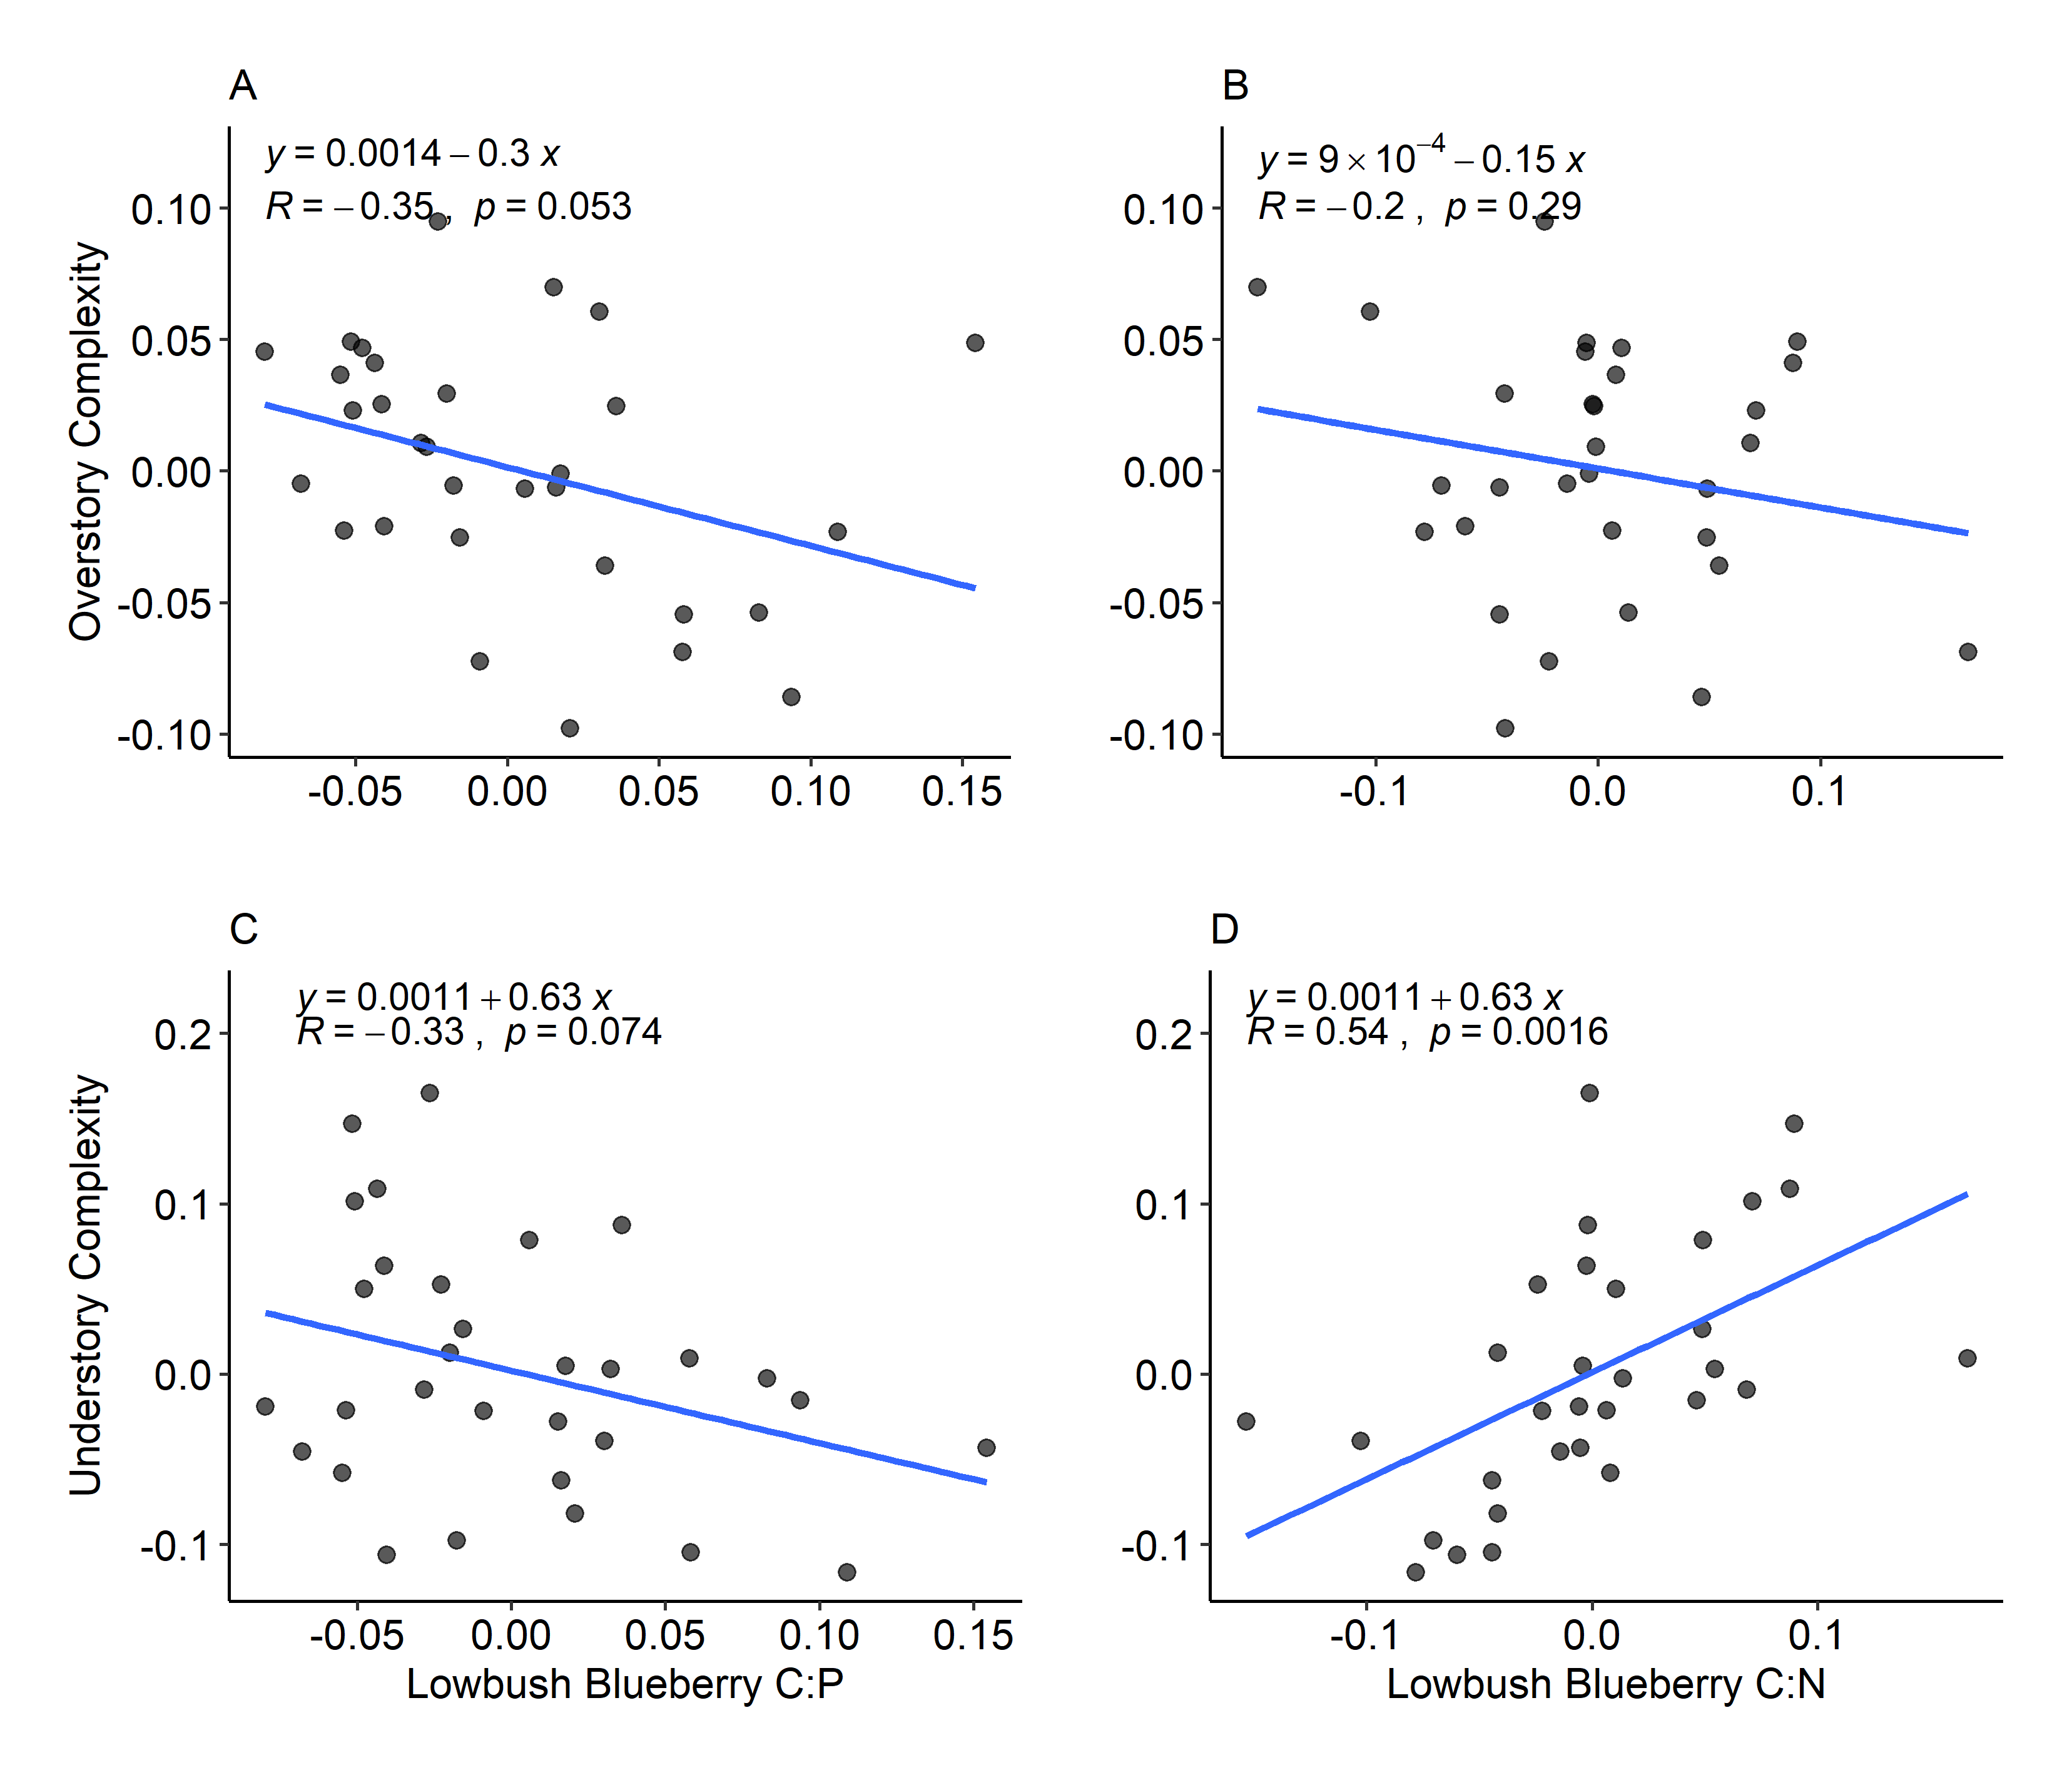 A
y = 0.0014 − 0.3 x
R = −0.35 , p = 0.053
Overstory Complexity
0.10
0.05
0.00
-0.05
-0.10
-0.05 0.00 0.05 0.10 0.15
B
y = 9 × 10⁻⁴ − 0.15 x
R = −0.2 , p = 0.29
0.10
0.05
0.00
-0.05
-0.10
-0.1 0.0 0.1
C
y = 0.0011 + 0.63 x
R = −0.33 , p = 0.074
Understory Complexity
0.2
0.1
0.0
-0.1
-0.05 0.00 0.05 0.10 0.15
Lowbush Blueberry C:P
D
y = 0.0011 + 0.63 x
R = 0.54 , p = 0.0016
0.2
0.1
0.0
-0.1
-0.1 0.0 0.1
Lowbush Blueberry C:N